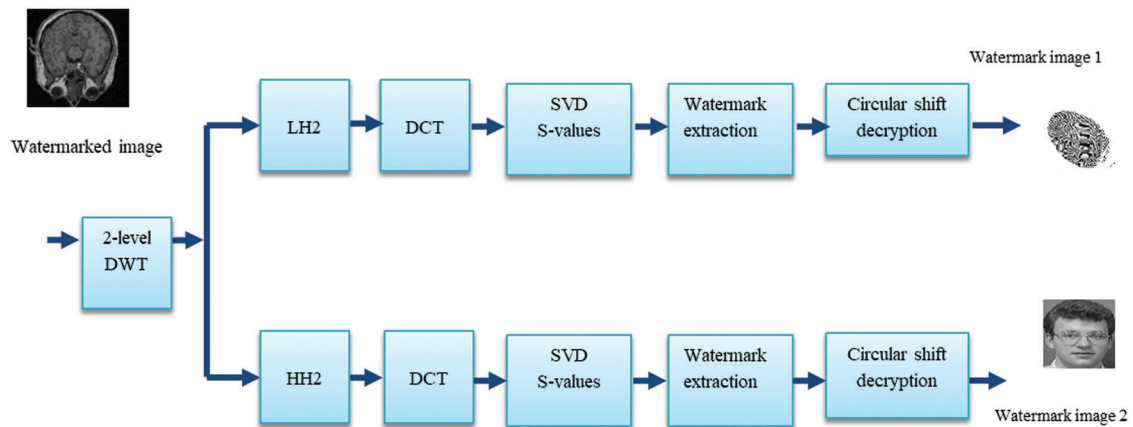 Watermarked image
2-level
DWT
LH2
DCT
SVD
S-values
Watermark
extraction
Circular shift
decryption
Watermark image 1
HH2
DCT
SVD
S-values
Watermark
extraction
Circular shift
decryption
Watermark image 2